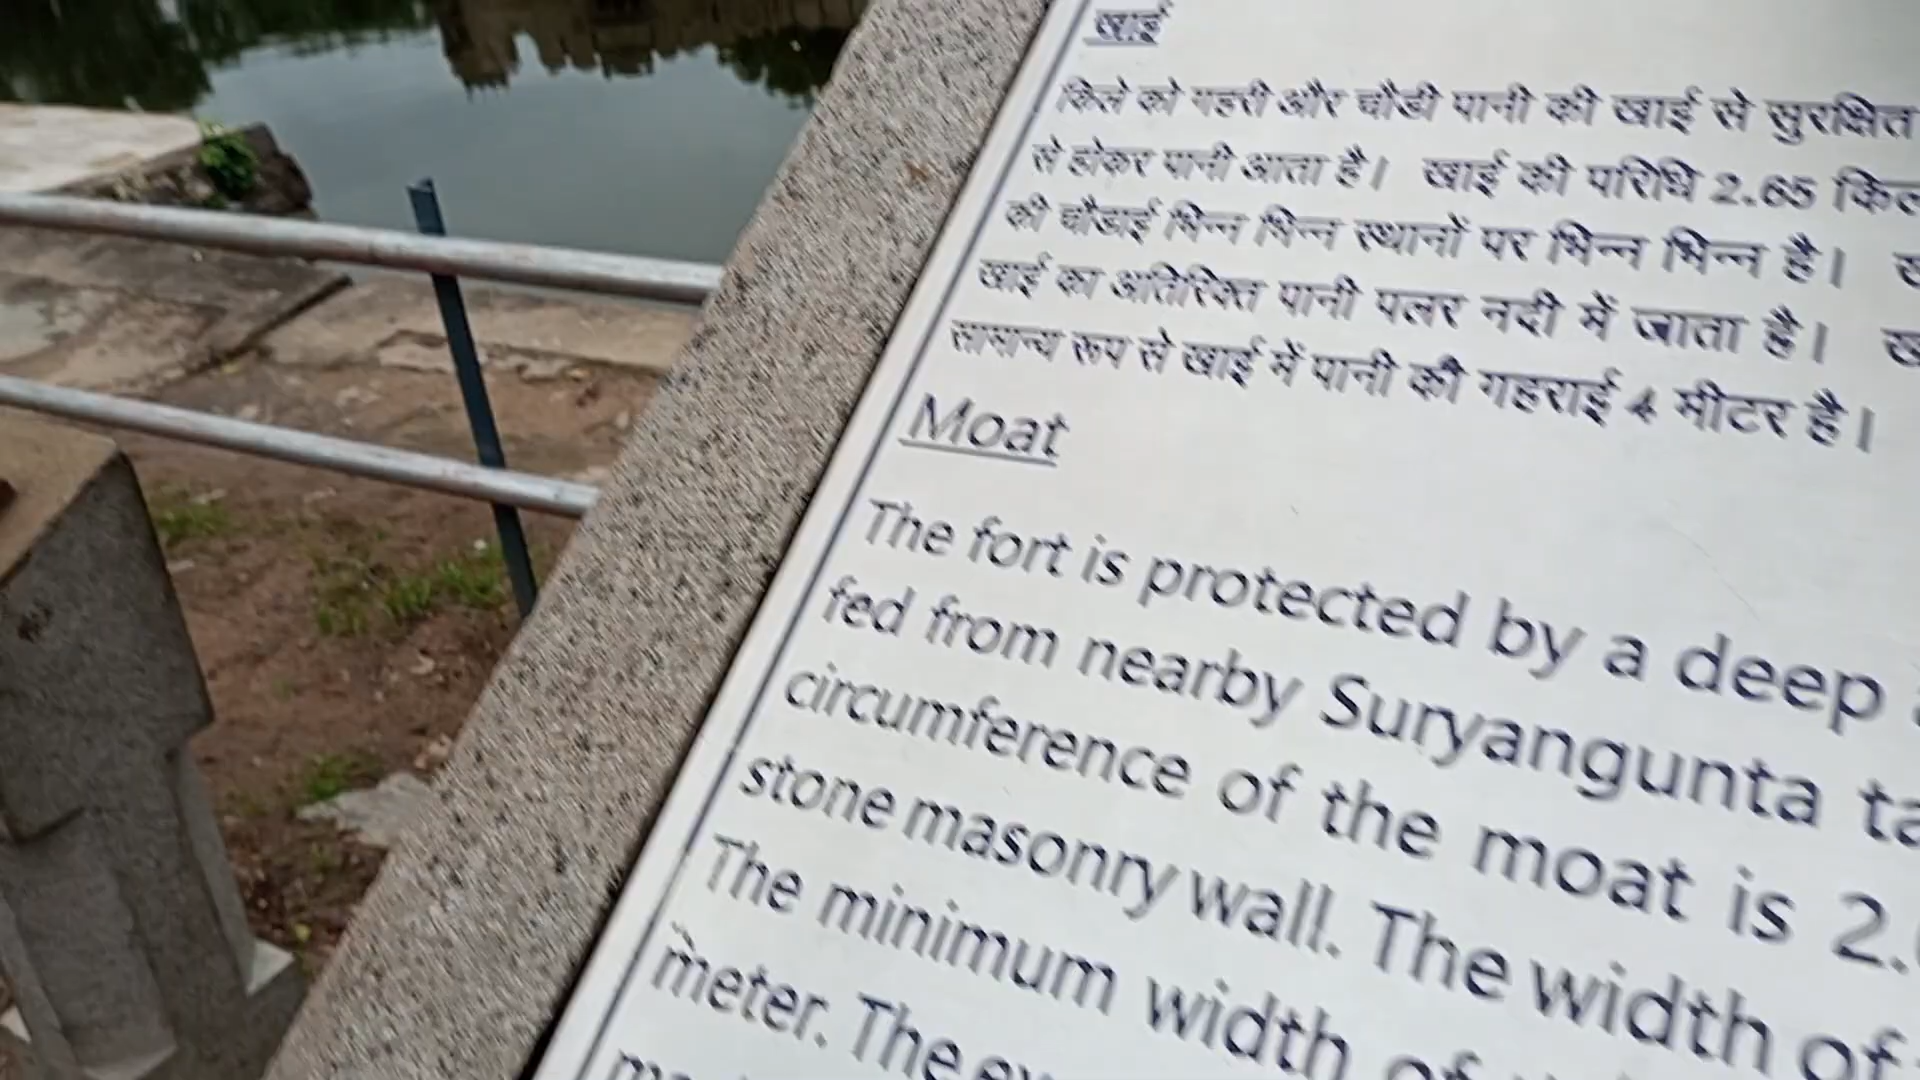 खाई
किले को गहरी और चौडी पानी की खाई से सुरक्षित
से होकर पानी आता है। खाई की परिधि 2.65
की चौडाई भिन्न भिन्न स्थानों पर भिन्न भिन्न है।
खाई का अतिरिक्त पानी पलर नदी में जाता है।
सामान्य रूप से खाई में पानी की गहराई 4 मीटर है।
Moat
The fort is protected by a deep
fed from nearby Suryangunta
circumference of the moat is 2.
stone masonry wall. The width of
The minimum width of
meter. The